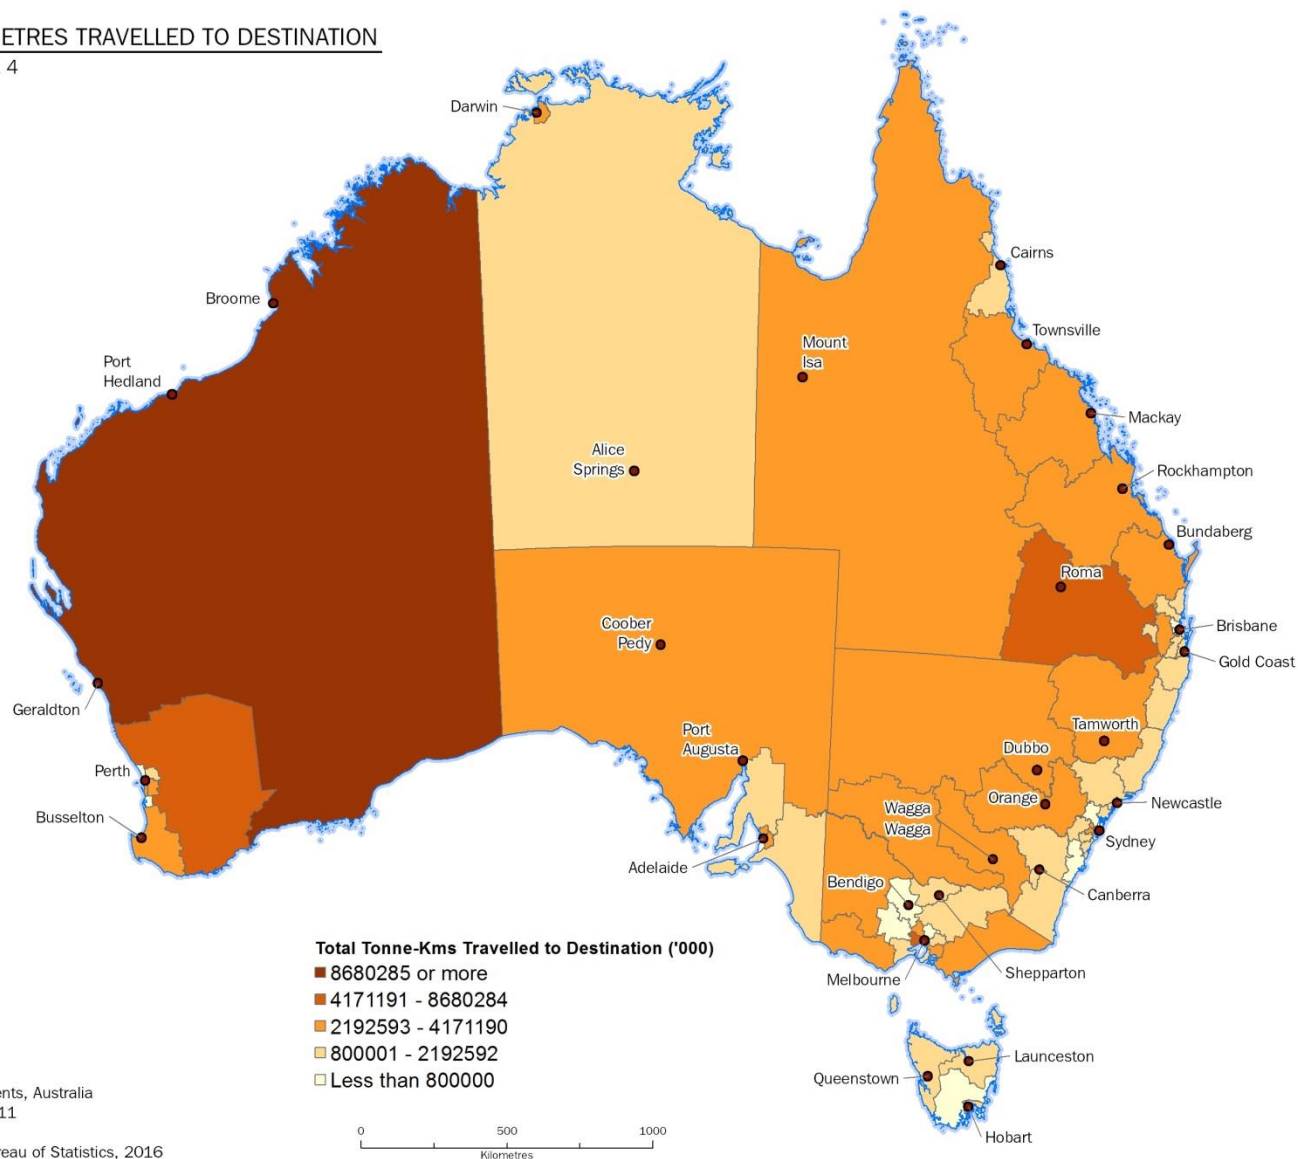 ETRES TRAVELLED TO DESTINATION
4
Darwin
Cairns
Broome
Townsville
Mount
Isa
Port
Hedland
Mackay
Alice
Springs
Rockhampton
Bundaberg
Roma
Coober
Pedy
Brisbane
Gold Coast
Geraldton
Port
Augusta
Tamworth
Dubbo
Perth
Orange
Newcastle
Busselton
Wagga
Wagga
Sydney
Adelaide
Bendigo
Canberra
Melbourne
Shepparton
Total Tonne-Kms Travelled to Destination ('000)
8680285 or more
4171191 - 8680284
2192593 - 4171190
800001 - 2192592
Less than 800000
Launceston
Queenstown
Hobart
ents, Australia
11
reau of Statistics, 2016
0 500 1000
Kilometres